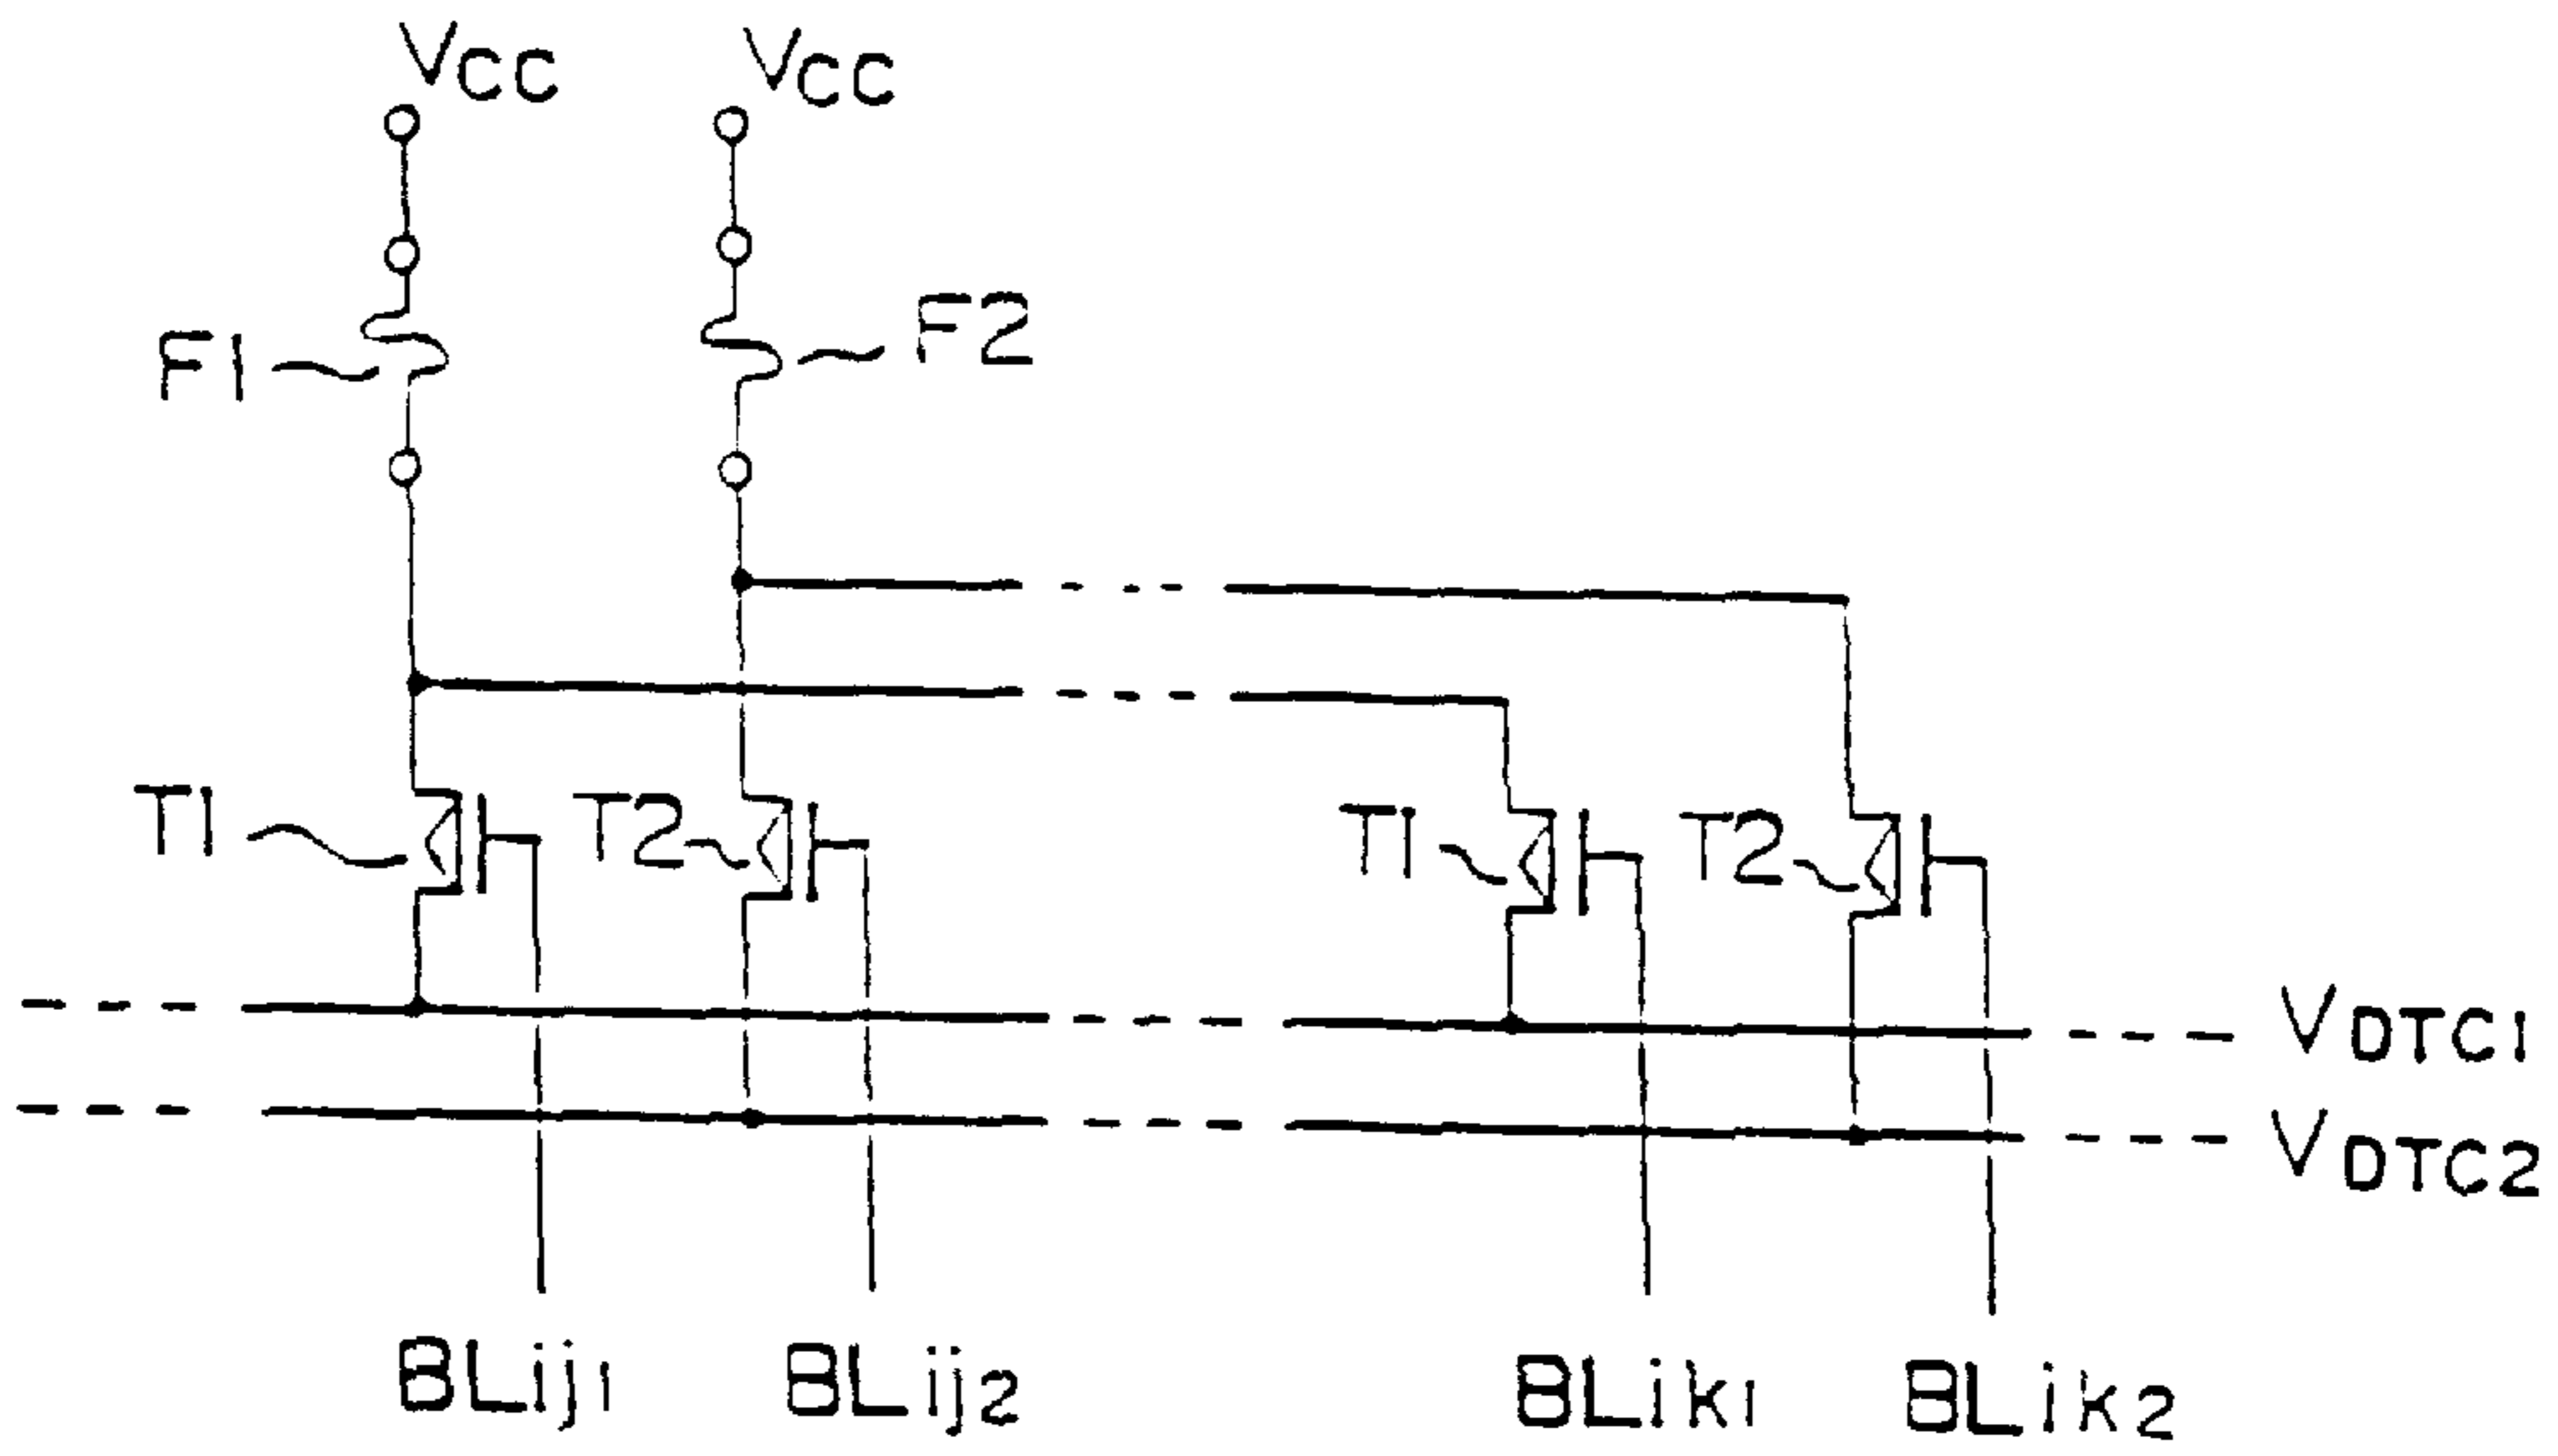 VCC VCC
F1 F2
T1 T2 T1 T2
VDTC1
VDTC2
BLij1 BLij2 BLik1 BLik2